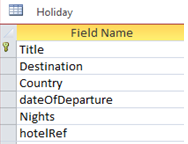 Holiday
Field Name
Title
Destination
Country
dateOfDeparture
Nights
hotelRef